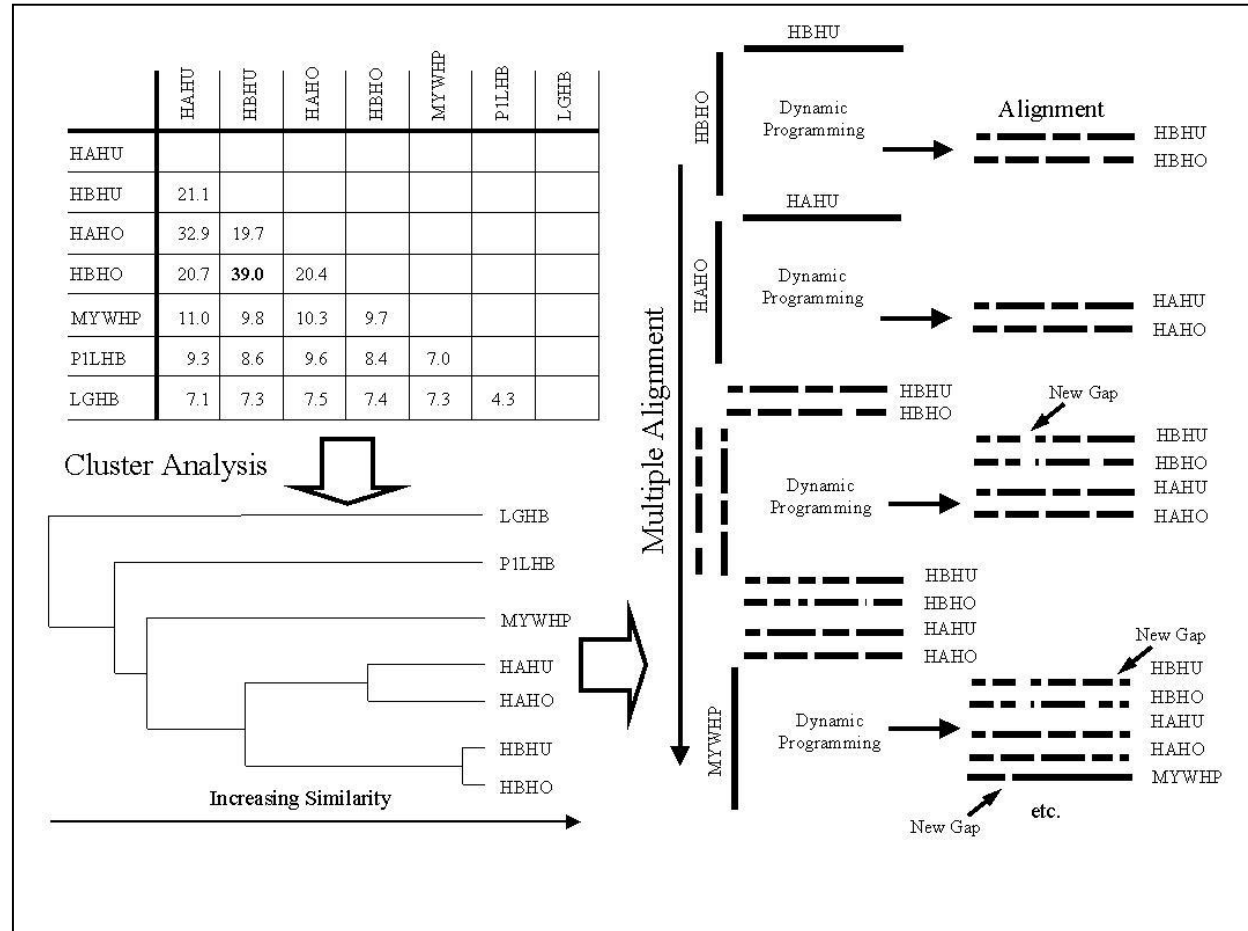 HAHU HBHU HAHO HBHO MYWHP P1LHB LGHB
HAHU
HBHU 21.1
HAHO 32.9 19.7
HBHO 20.7 39.0 20.4
MYWHP 11.0 9.8 10.3 9.7
P1LHB 9.3 8.6 9.6 8.4 7.0
LGHB 7.1 7.3 7.5 7.4 7.3 4.3
Cluster Analysis
LGHB
P1LHB
MYWHP
HAHU
HAHO
HBHU
HBHO
Increasing Similarity
Multiple Alignment
HBHU
HBHO
Dynamic
Programming
Alignment
HBHU
HBHO
HAHU
HAHO
Dynamic
Programming
HAHU
HAHO
HBHU
HBHO
Dynamic
Programming
New Gap
HBHU
HBHO
HAHU
HAHO
HBHU
HBHO
HAHU
HAHO
MYWHP
Dynamic
Programming
New Gap
HBHU
HBHO
HAHU
HAHO
MYWHP
New Gap
etc.